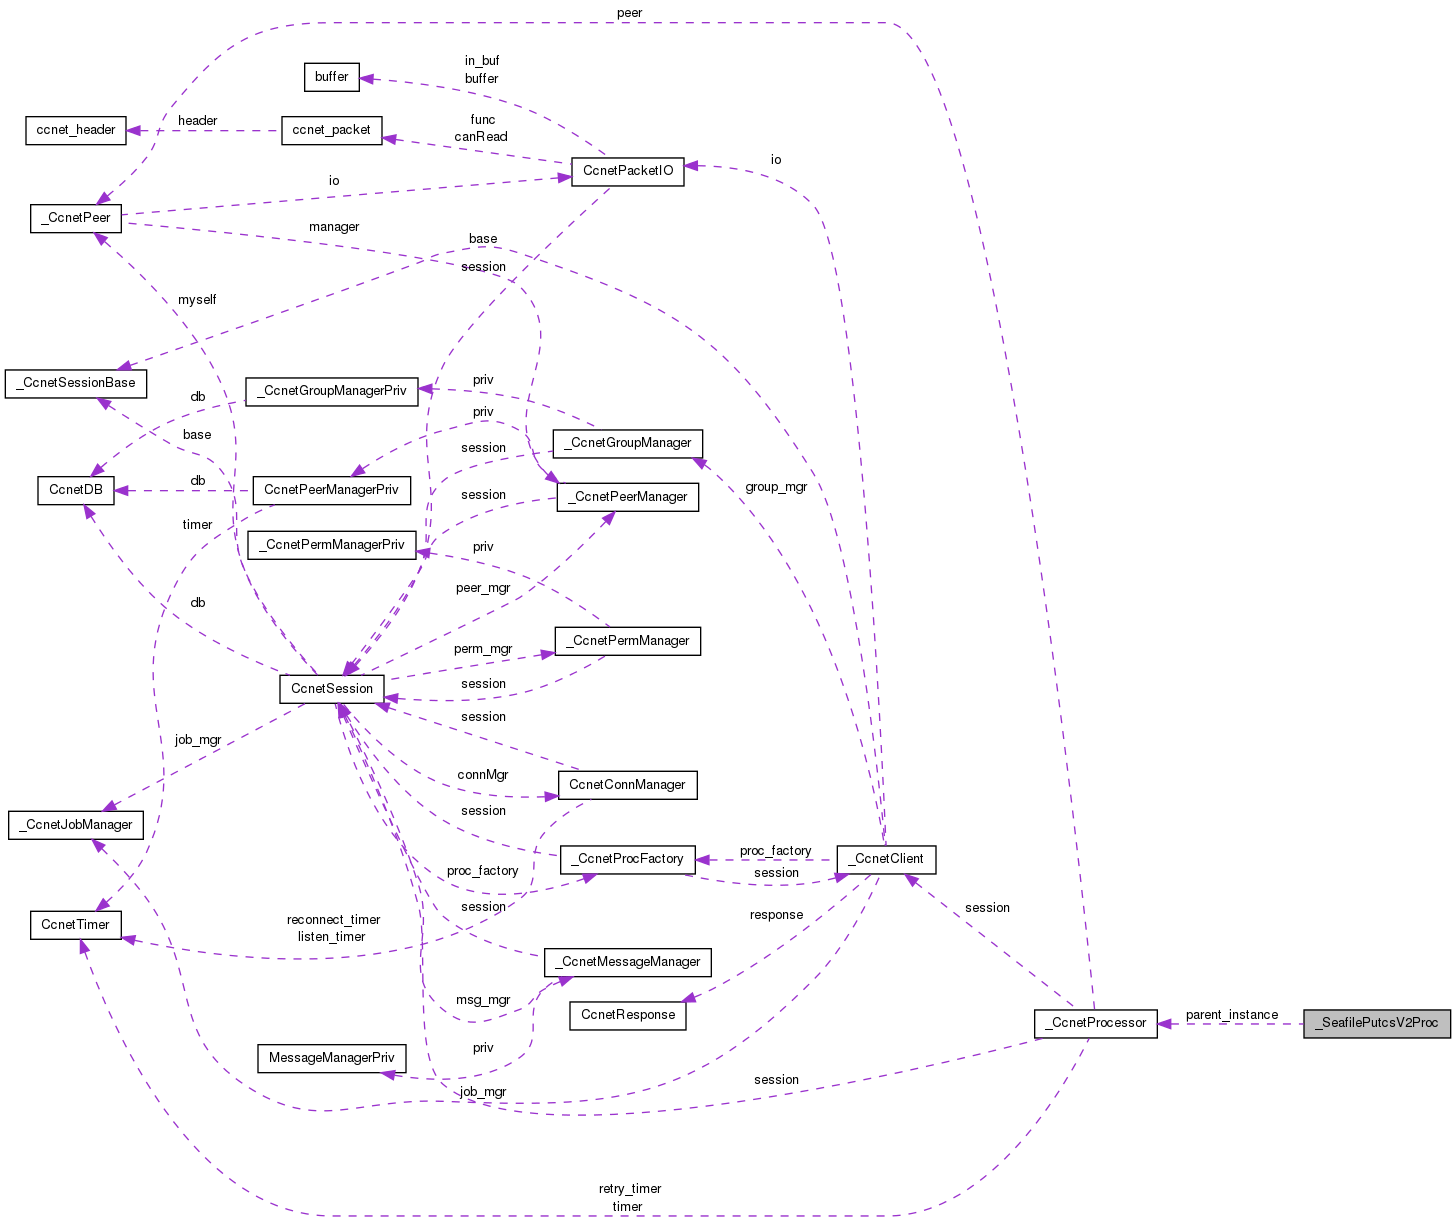 peer
in_buf
buffer
buffer
func
canRead
ccnet_header
header
ccnet_packet
CcnetPacketIO
io
io
_CcnetPeer
manager
base
session
myself
_CcnetSessionBase
_CcnetGroupManagerPriv
priv
db
priv
base
_CcnetGroupManager
session
group_mgr
CcnetDB
db
CcnetPeerManagerPriv
session
_CcnetPeerManager
timer
_CcnetPermManagerPriv
priv
peer_mgr
db
perm_mgr
_CcnetPermManager
CcnetSession
session
session
job_mgr
connMgr
CcnetConnManager
_CcnetJobManager
session
proc_factory
_CcnetProcFactory
proc_factory
session
_CcnetClient
CcnetTimer
reconnect_timer
listen_timer
session
response
session
_CcnetMessageManager
msg_mgr
CcnetResponse
parent_instance
_CcnetProcessor
_SeafilePutcsV2Proc
MessageManagerPriv
priv
job_mgr
session
retry_timer
timer